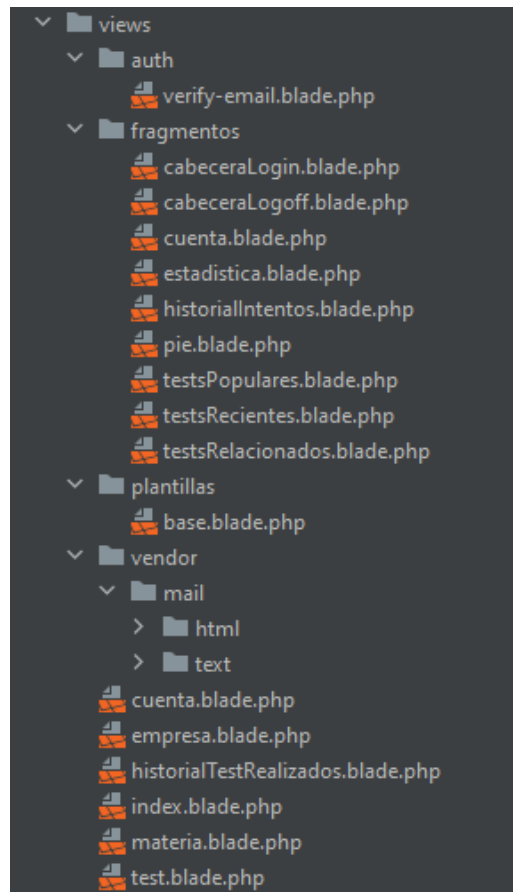 views
auth
verify-email.blade.php
fragmentos
cabeceraLogin.blade.php
cabeceraLogoff.blade.php
cuenta.blade.php
estadistica.blade.php
historialIntentos.blade.php
pie.blade.php
testsPopulares.blade.php
testsRecientes.blade.php
testsRelacionados.blade.php
plantillas
base.blade.php
vendor
mail
html
text
cuenta.blade.php
empresa.blade.php
historialTestRealizados.blade.php
index.blade.php
materia.blade.php
test.blade.php